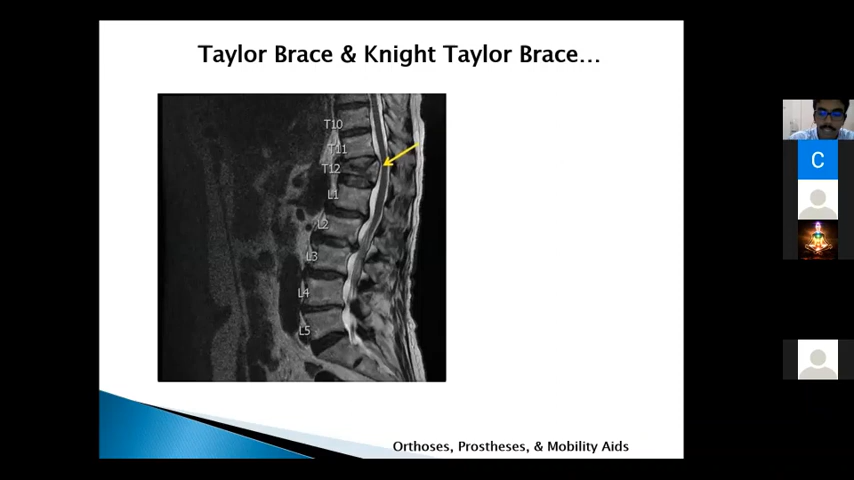 Taylor Brace & Knight Taylor Brace…
T10
T11
T12
L1
L2
L3
L4
L5
Orthoses, Prostheses, & Mobility Aids
C